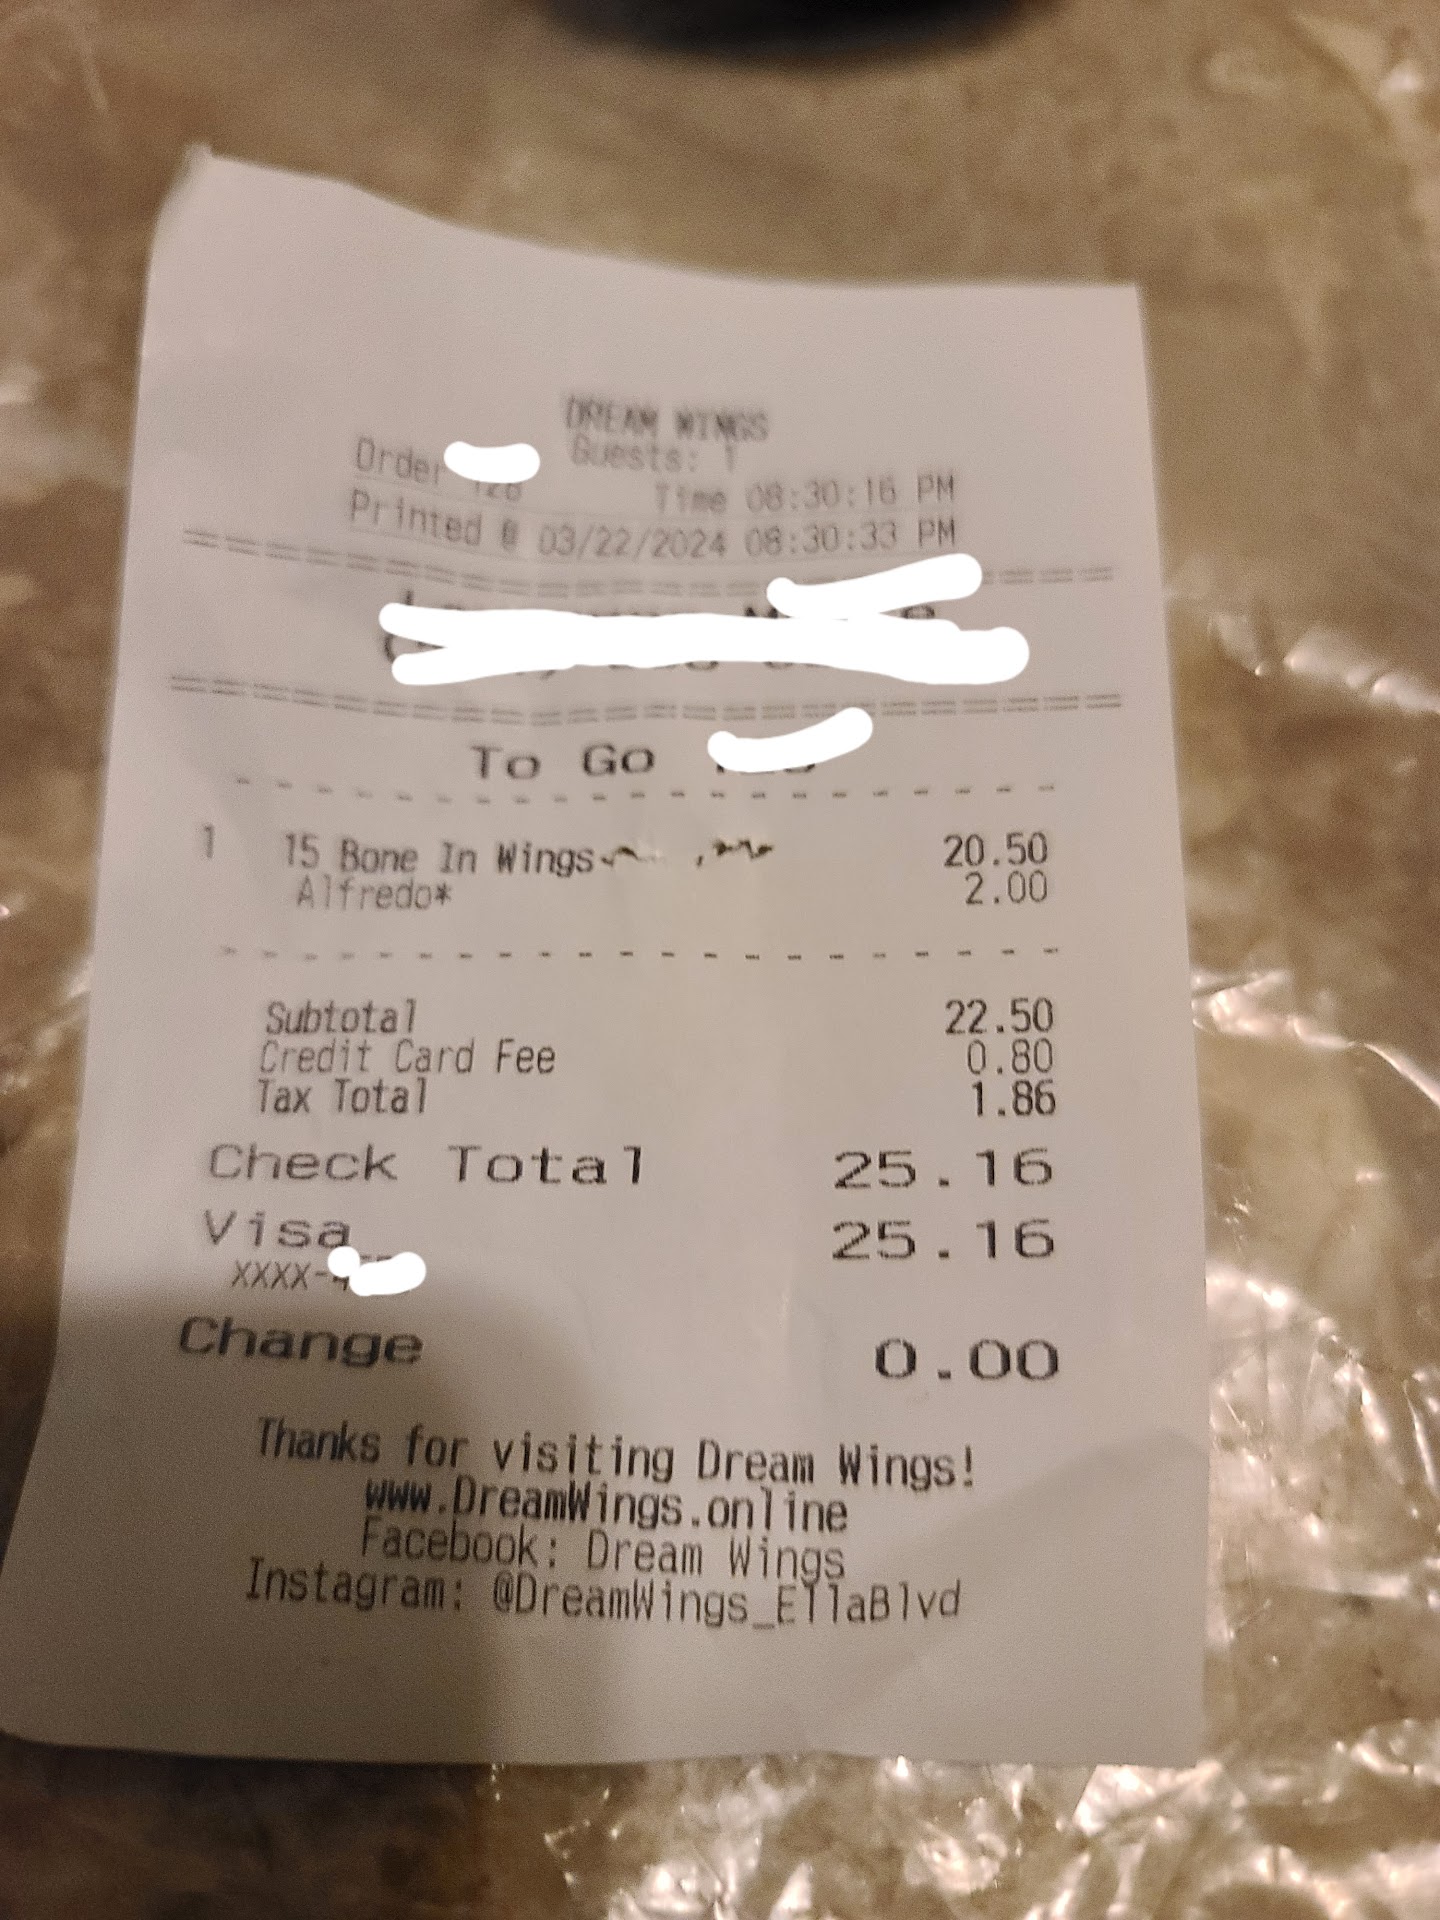 DREAM WINGS
Guests: 1
Order
Time 08:30:16 PM
Printed @ 03/22/2024 08:30:33 PM
To Go
1 15 Bone In Wings 20.50
Alfredo* 2.00
Subtotal 22.50
Credit Card Fee 0.80
Tax Total 1.86
Check Total 25.16
Visa 25.16
XXXX-
Change 0.00
Thanks for visiting Dream Wings!
www.DreamWings.online
Facebook: Dream Wings
Instagram: @DreamWings_EllaBlvd